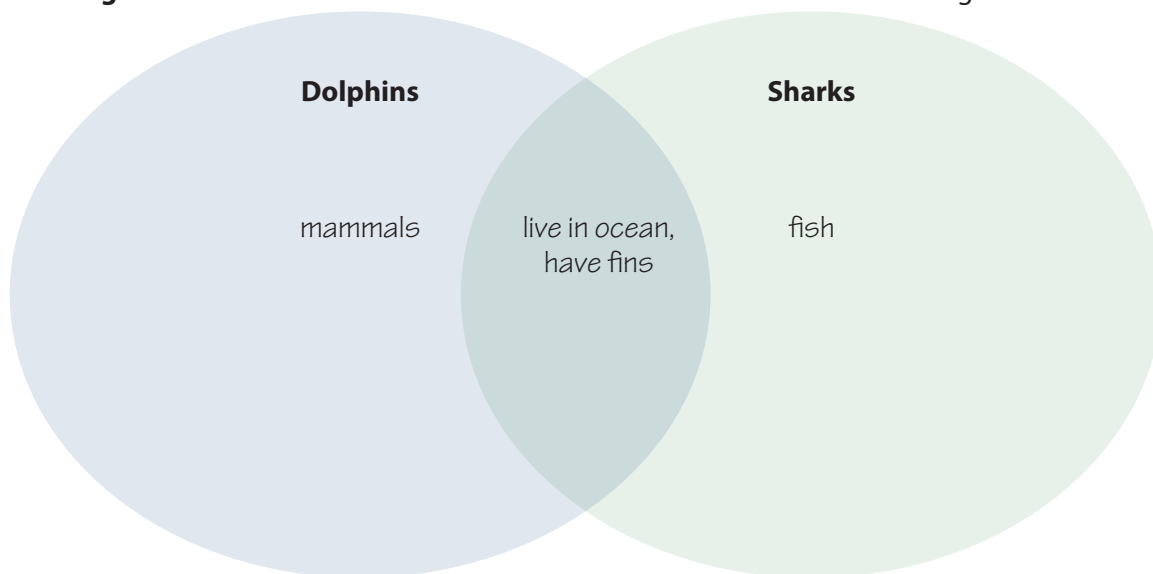 Dolphins
Sharks
mammals
live in ocean,
have fins
fish